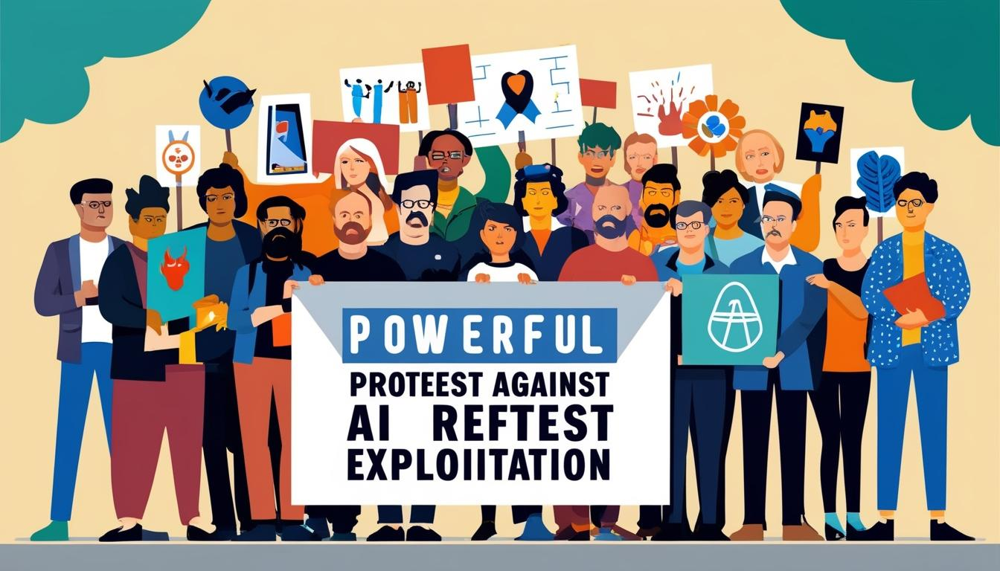 POWERFUL
PROTEEST AGAINST
AI REFTEST
EXPLOIITATION